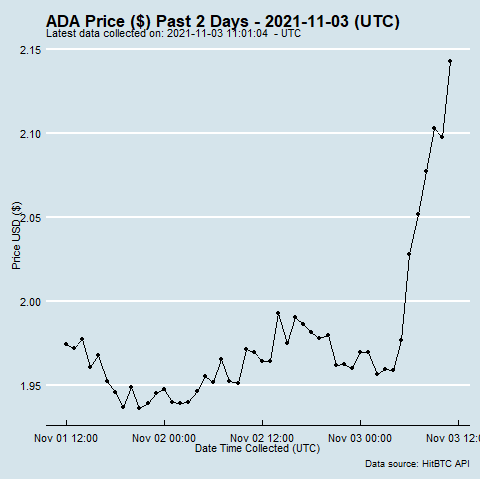 ADA Price ($) Past 2 Days - 2021-11-03 (UTC)
Latest data collected on: 2021-11-03 11:01:04 - UTC
2.15
2.10
2.05
2.00
1.95
Price USD ($)
Nov 01 12:00 Nov 02 00:00 Nov 02 12:00 Nov 03 00:00 Nov 03 12:0
Date Time Collected (UTC)
Data source: HitBTC API